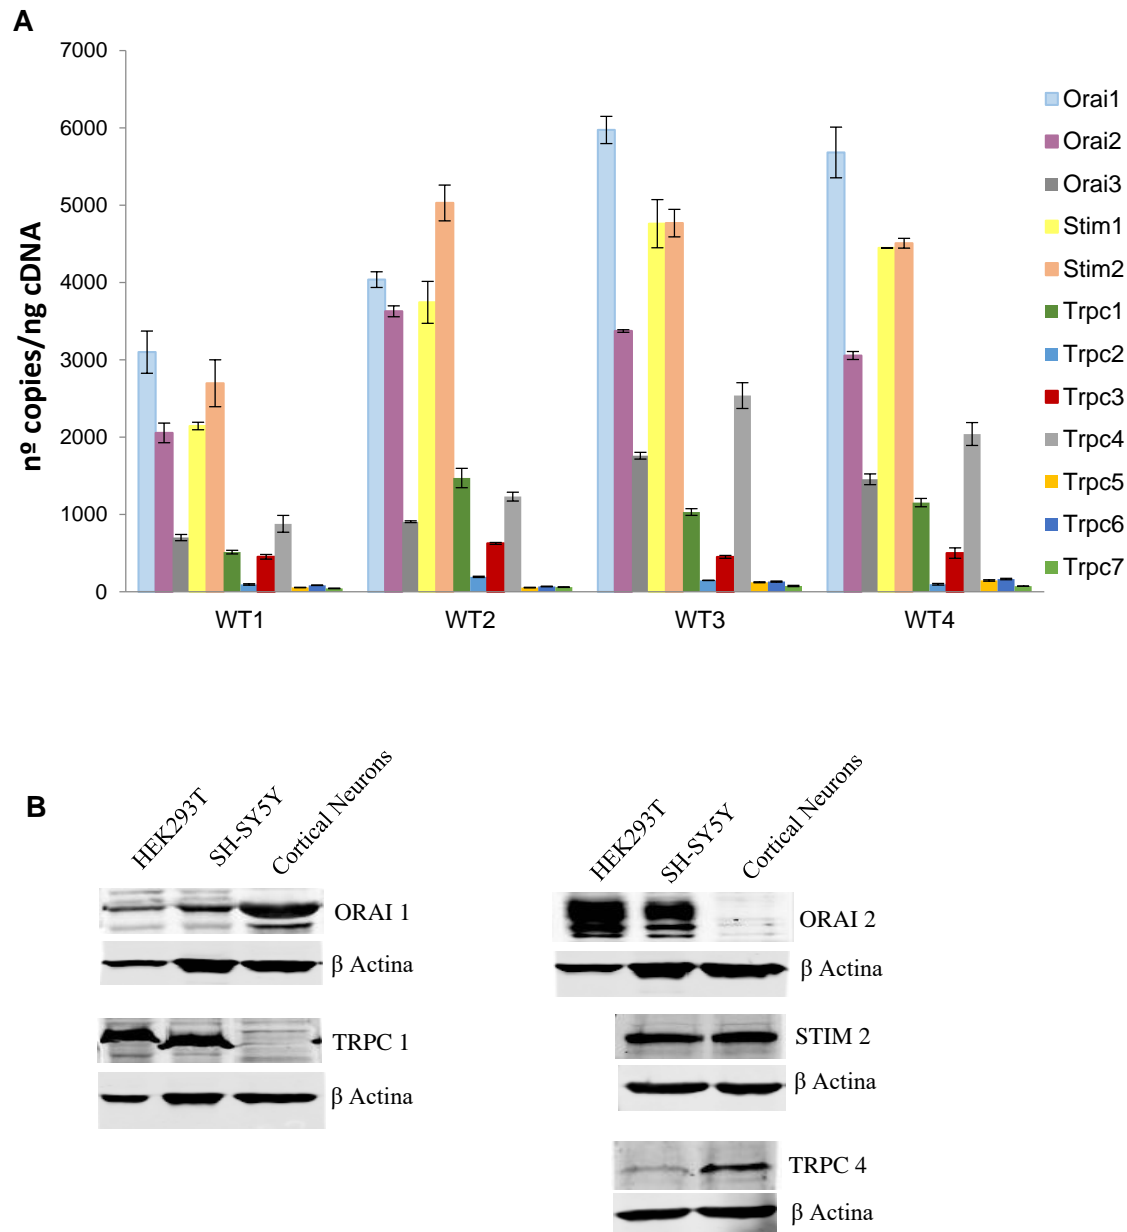 A
7000
6000
5000
4000
3000
2000
1000
0
nº copies/ng cDNA
WT1 WT2 WT3 WT4
Orai1
Orai2
Orai3
Stim1
Stim2
Trpc1
Trpc2
Trpc3
Trpc4
Trpc5
Trpc6
Trpc7
B
HEK293T
SH-SY5Y
Cortical Neurons
ORAI 1
β Actina
TRPC 1
β Actina
HEK293T
SH-SY5Y
Cortical Neurons
ORAI 2
β Actina
STIM 2
β Actina
TRPC 4
β Actina